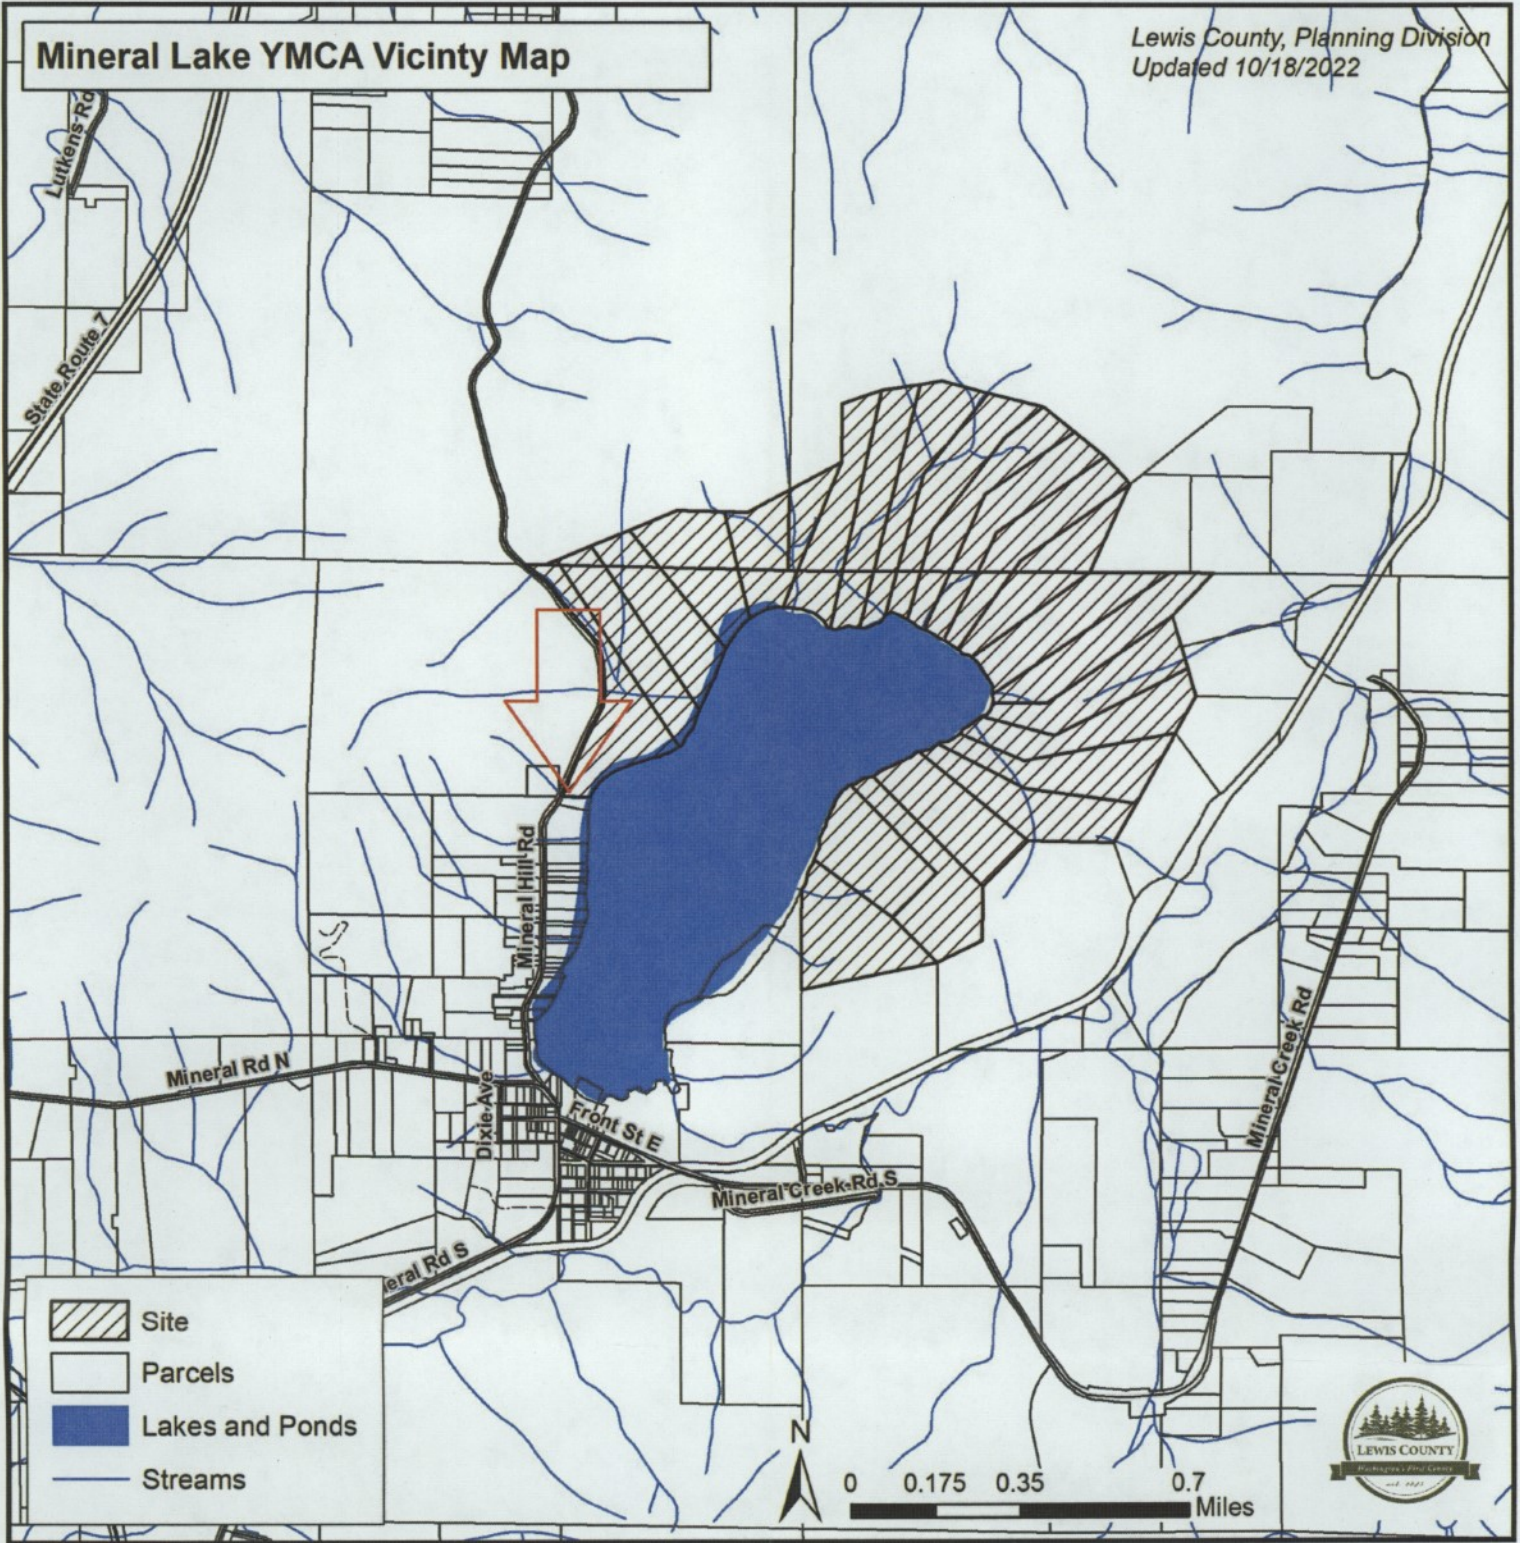 Mineral Lake YMCA Vicinty Map
Lewis County, Planning Division
Updated 10/18/2022
Lutkens Rd
State Route 7
Mineral Hill Rd
Mineral Rd N
Dixie Ave
Front St E
Mineral Creek Rd S
Mineral Creek Rd
eral Rd S
Site
Parcels
Lakes and Ponds
Streams
N
0 0.175 0.35 0.7
Miles
LEWIS COUNTY